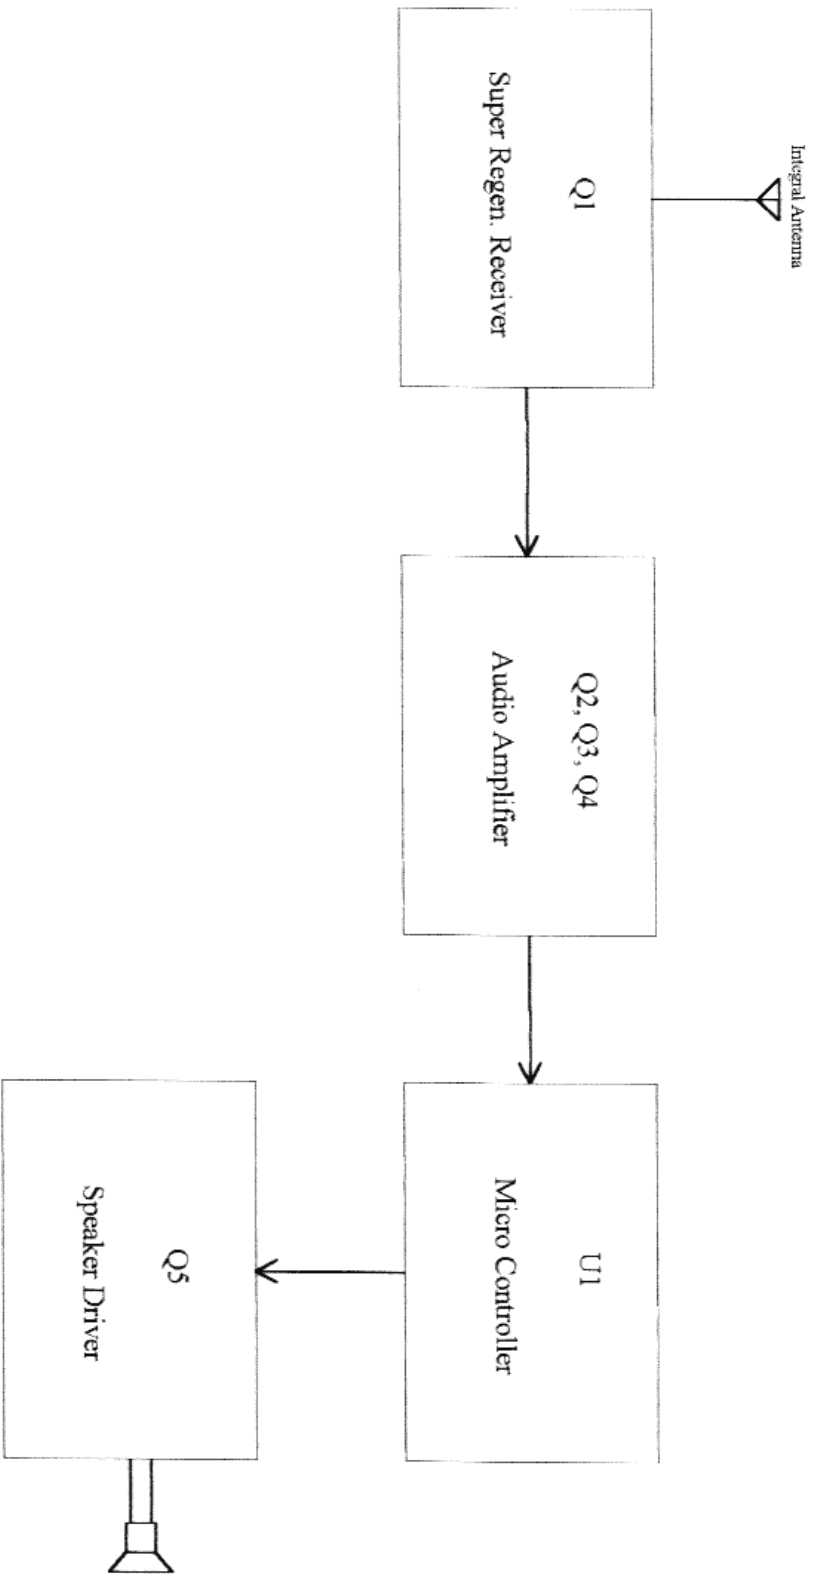 Integral Antenna
Q1
Super Regen. Receiver
Q2, Q3, Q4
Audio Amplifier
U1
Micro Controller
Q5
Speaker Driver